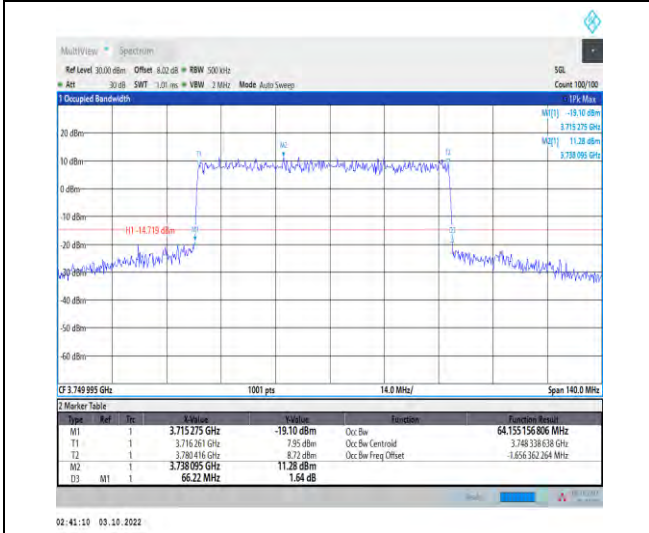 MultiView Spectrum
Ref Level 30.00 dBm Offset 8.02 dB RBW 500 kHz SGL
Att 30 dB SWT 1.01 ms VBW 2 MHz Mode Auto Sweep Count 100/100
1 Occupied Bandwidth 1Pk Max
M1[1] -19.10 dBm
3.715 275 GHz
M2[1] 11.28 dBm
3.738 095 GHz
20 dBm
M2
T1
T2
10 dBm
0 dBm
-10 dBm
H1 -14.719 dBm
D3
-20 dBm
-30 dBm
-40 dBm
-50 dBm
-60 dBm
CF 3.749 995 GHz 1001 pts 14.0 MHz/ Span 140.0 MHz
2 Marker Table
Type Ref Trc X-Value Y-Value Function Function Result
M1 1 3.715 275 GHz -19.10 dBm Occ Bw 64.155 156 806 MHz
T1 1 3.716 261 GHz 7.95 dBm Occ Bw Centroid 3.748 338 638 GHz
T2 1 3.780 416 GHz 8.72 dBm Occ Bw Freq Offset -1.656 362 264 MHz
M2 1 3.738 095 GHz 11.28 dBm
D3 M1 1 66.22 MHz 1.64 dB
02:41:10 03.10.2022